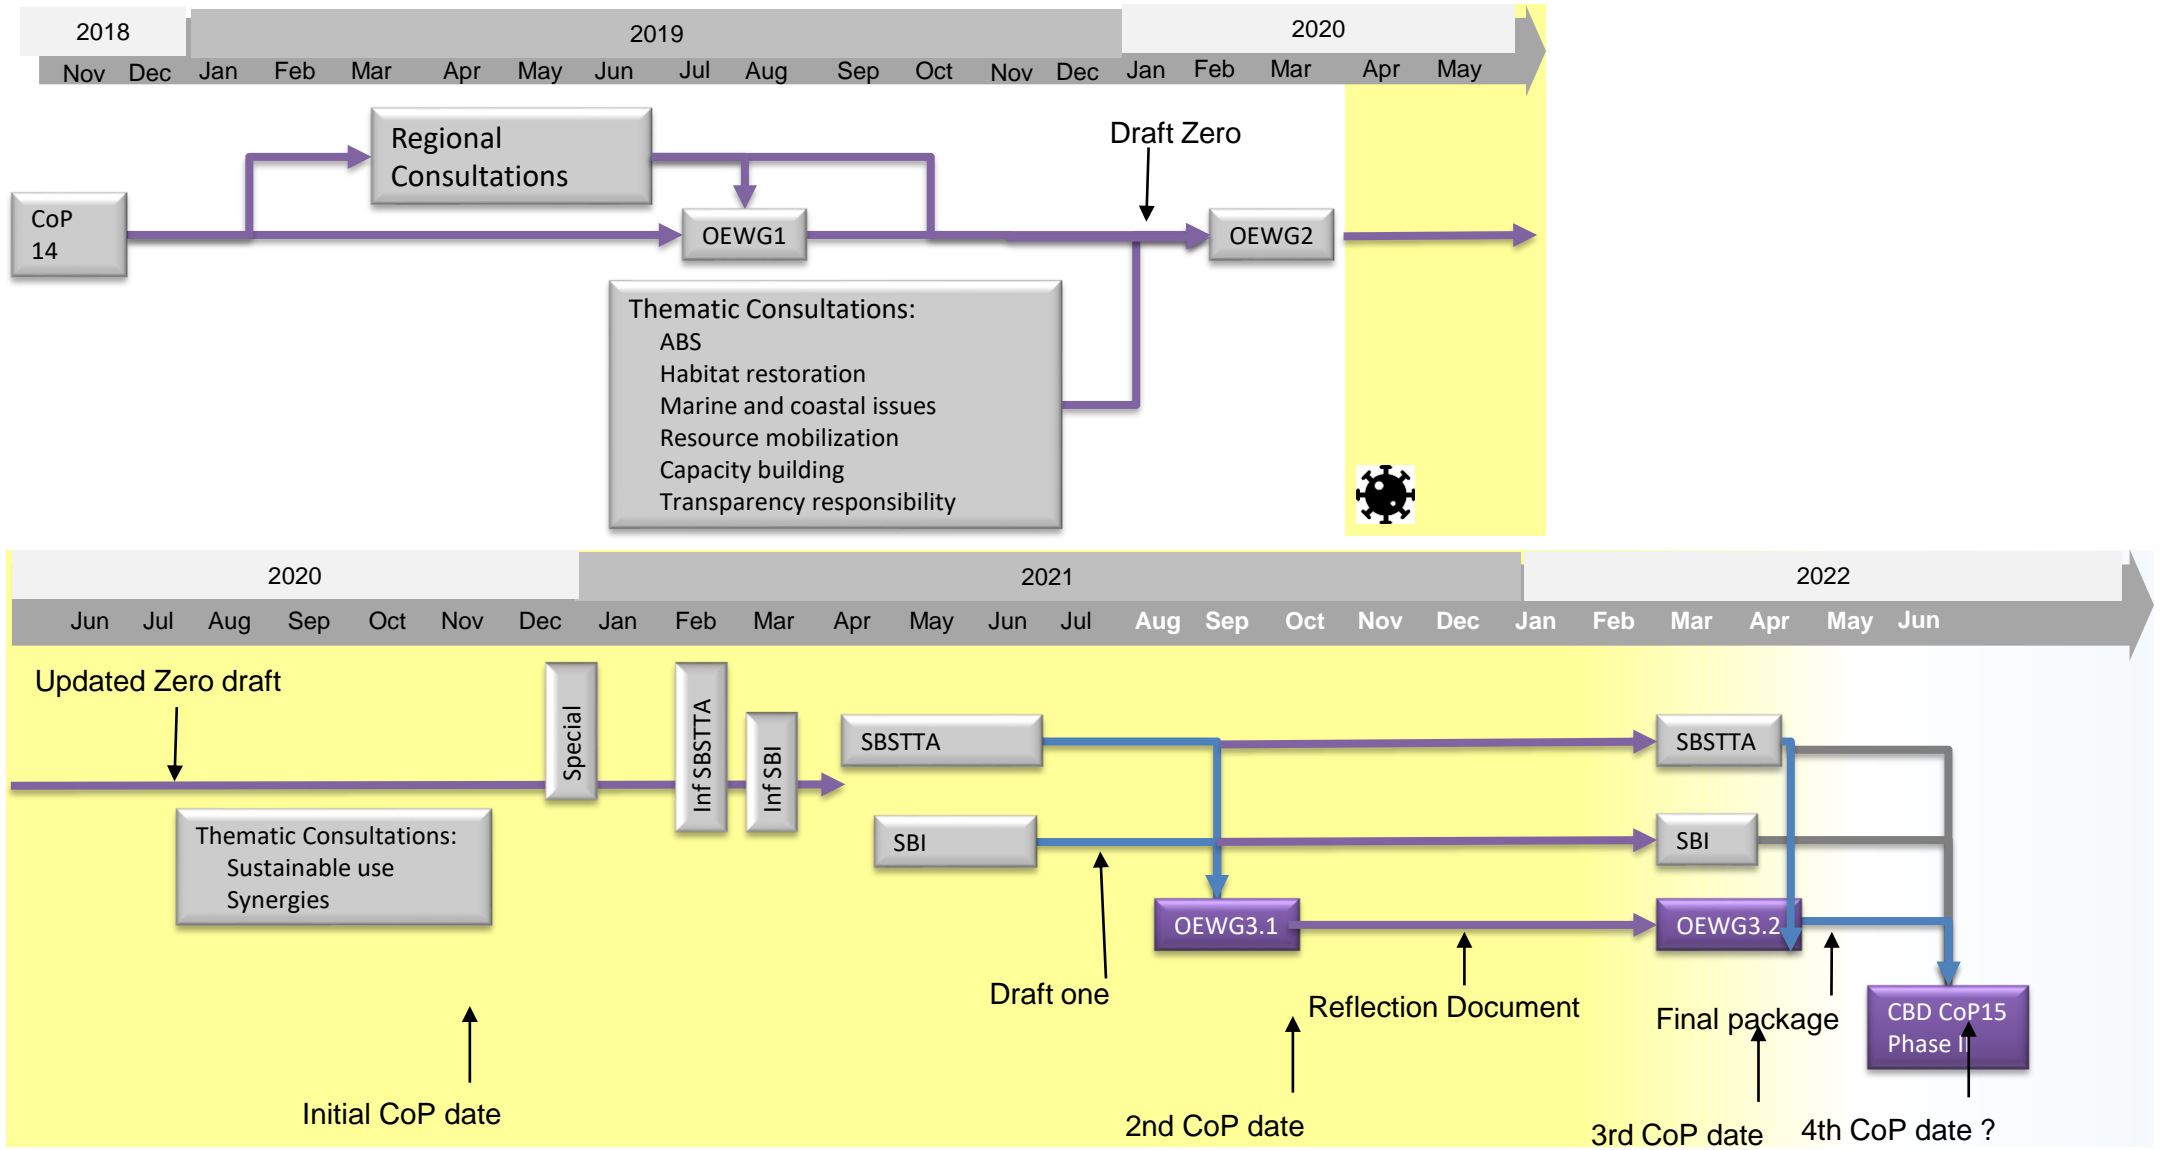 2018 2019 2020
Nov Dec Jan Feb Mar Apr May Jun Jul Aug Sep Oct Nov Dec Jan Feb Mar Apr May
Regional
Consultations
Draft Zero
CoP
14
OEWG1
OEWG2
Thematic Consultations:
ABS
Habitat restoration
Marine and coastal issues
Resource mobilization
Capacity building
Transparency responsibility
2020 2021 2022
Jun Jul Aug Sep Oct Nov Dec Jan Feb Mar Apr May Jun Jul Aug Sep Oct Nov Dec Jan Feb Mar Apr May Jun
Updated Zero draft
Special
Inf SBSTTA
Inf SBI
SBSTTA
SBSTTA
Thematic Consultations:
Sustainable use
Synergies
SBI
SBI
OEWG3.1
OEWG3.2
Draft one
Reflection Document
Final package
CBD CoP15
Phase II
Initial CoP date
2nd CoP date
3rd CoP date
4th CoP date ?